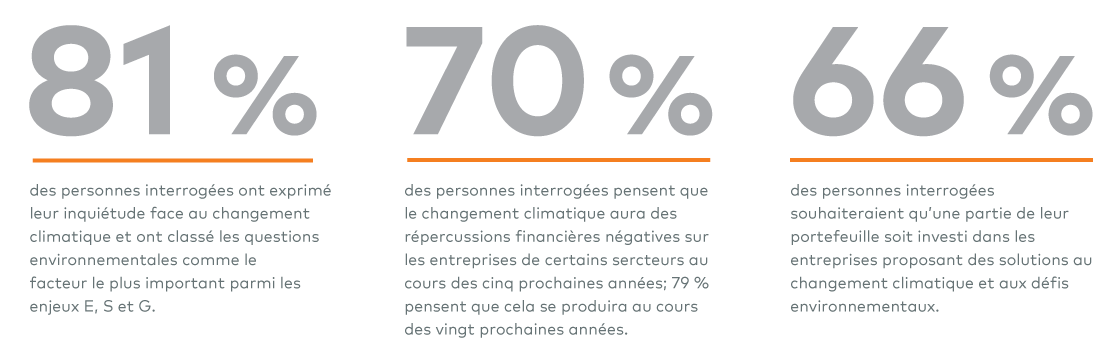 81 %
des personnes interrogées ont exprimé
leur inquiétude face au changement
climatique et ont classé les questions
environnementales comme le
facteur le plus important parmi les
enjeux E, S et G.
70 %
des personnes interrogées pensent que
le changement climatique aura des
répercussions financières négatives sur
les entreprises de certains sercteurs au
cours des cinq prochaines années; 79 %
pensent que cela se produira au cours
des vingt prochaines années.
66 %
des personnes interrogées
souhaiteraient qu’une partie de leur
portefeuille soit investi dans les
entreprises proposant des solutions au
changement climatique et aux défis
environnementaux.